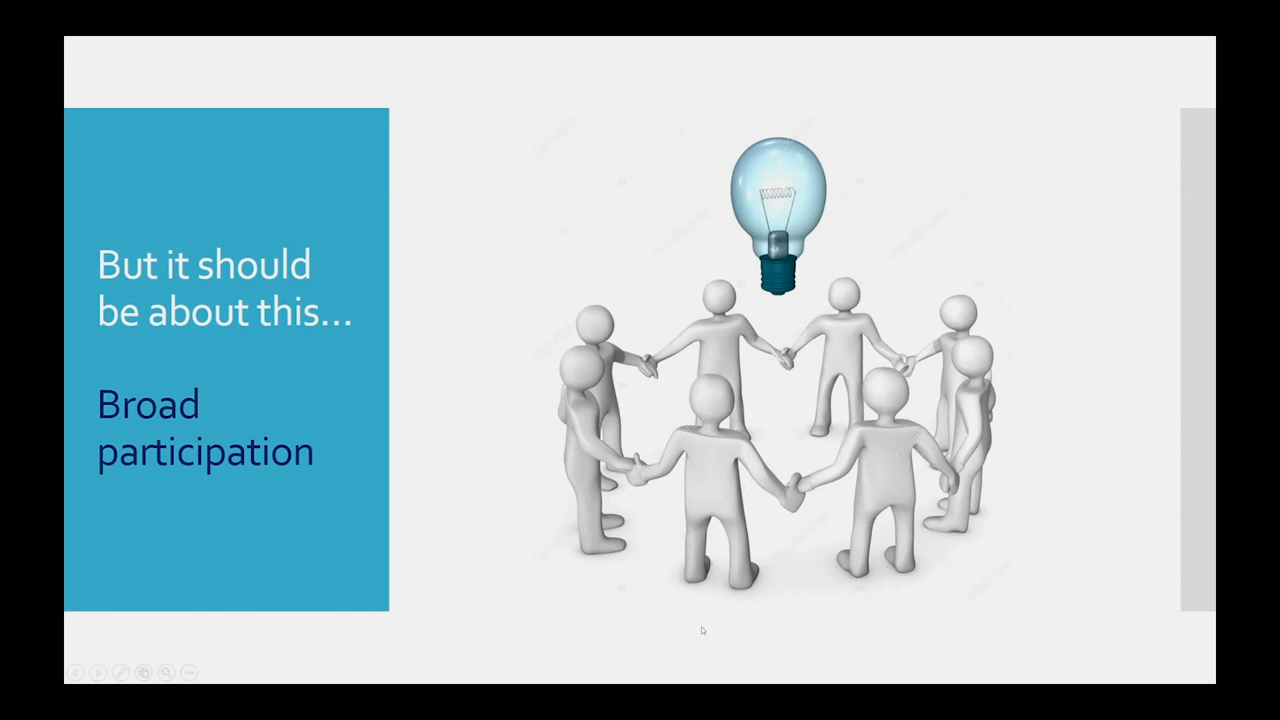 But it should
be about this...
Broad
participation